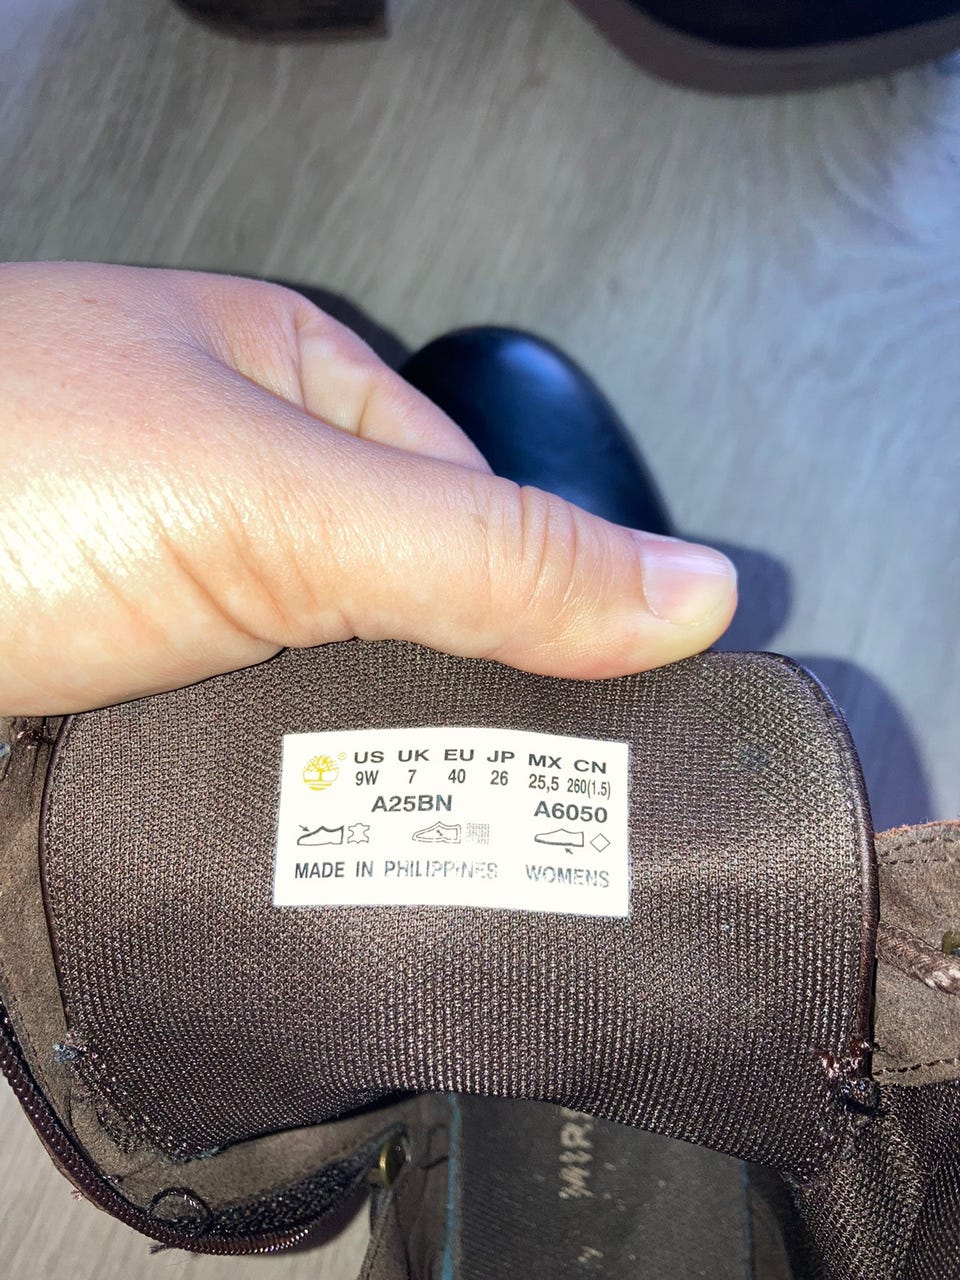 ® US UK EU JP MX CN
9W 7 40 26 25,5 260(1.5)
A25BN A6050
MADE IN PHILIPPINES WOMENS